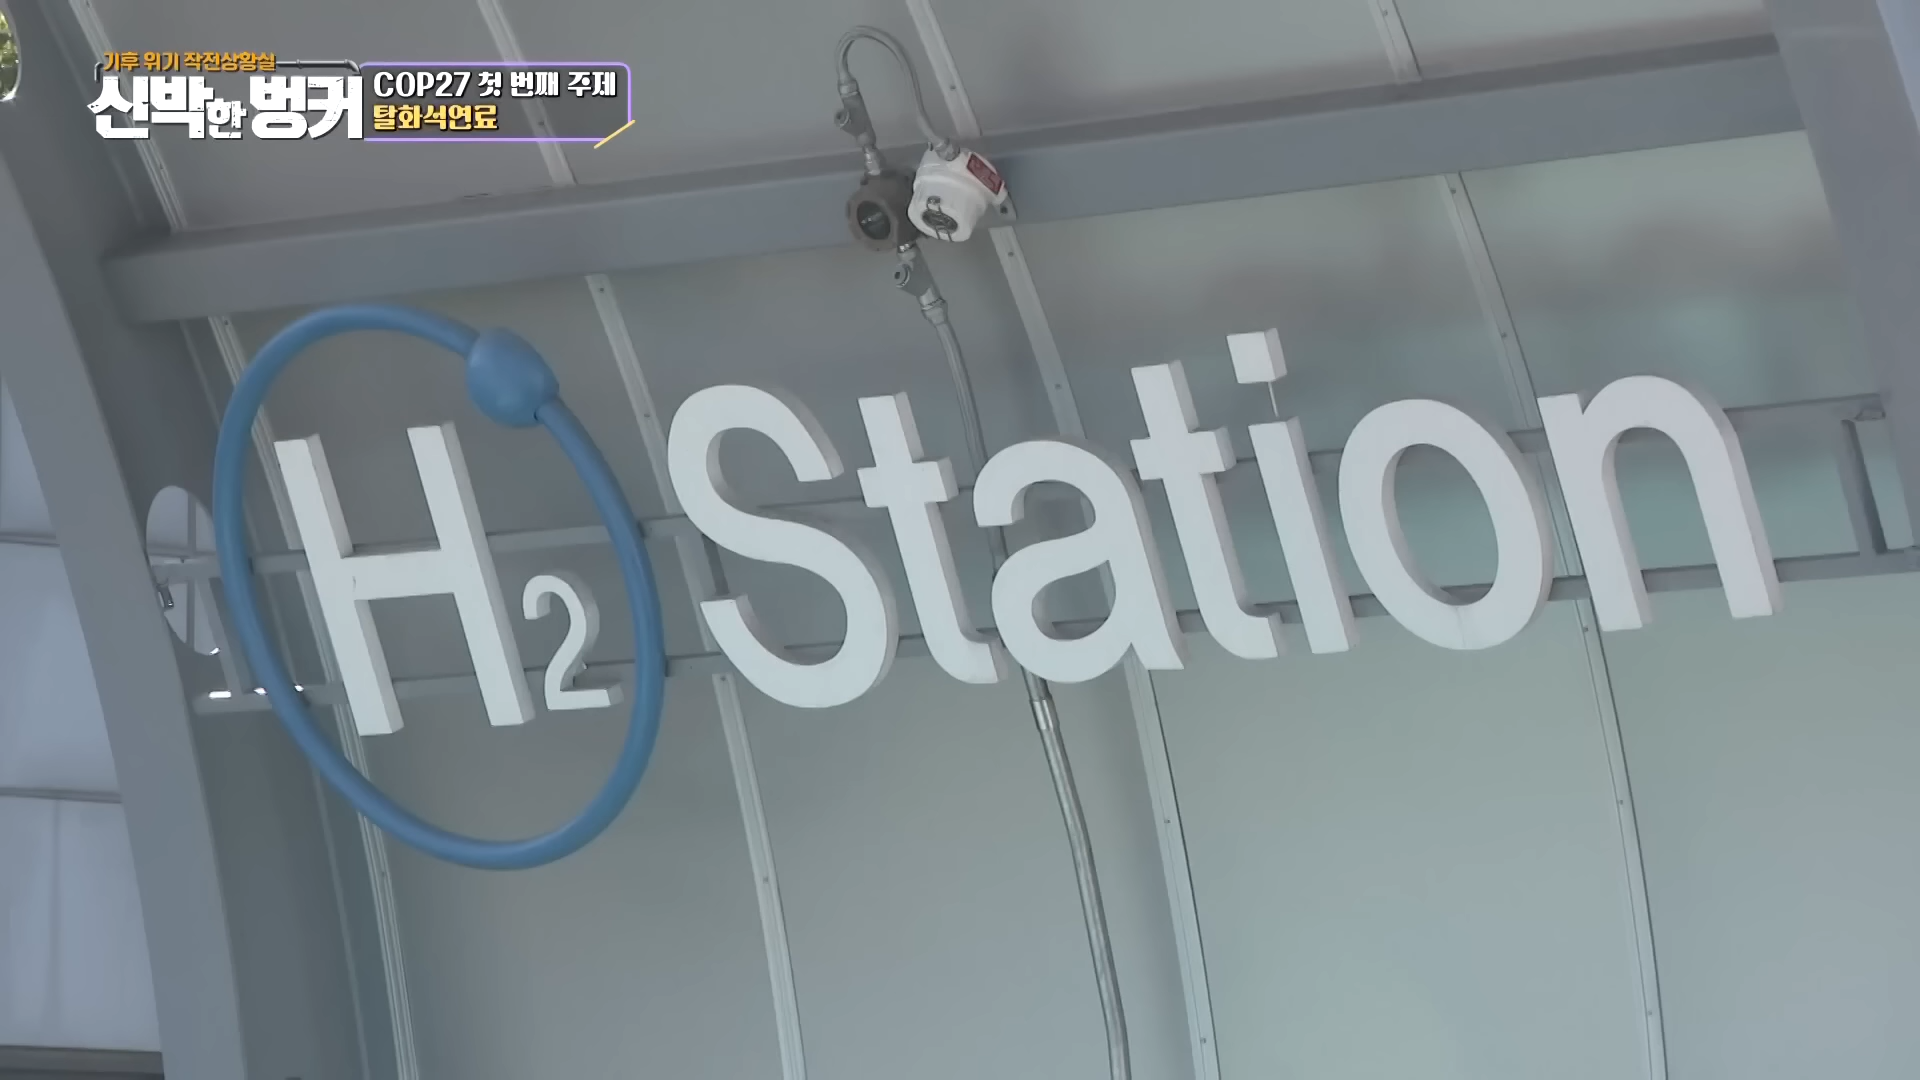 기후 위기 작전상황실
신박한 벙커
COP27 첫 번째 주제
탈화석연료
H2 Station